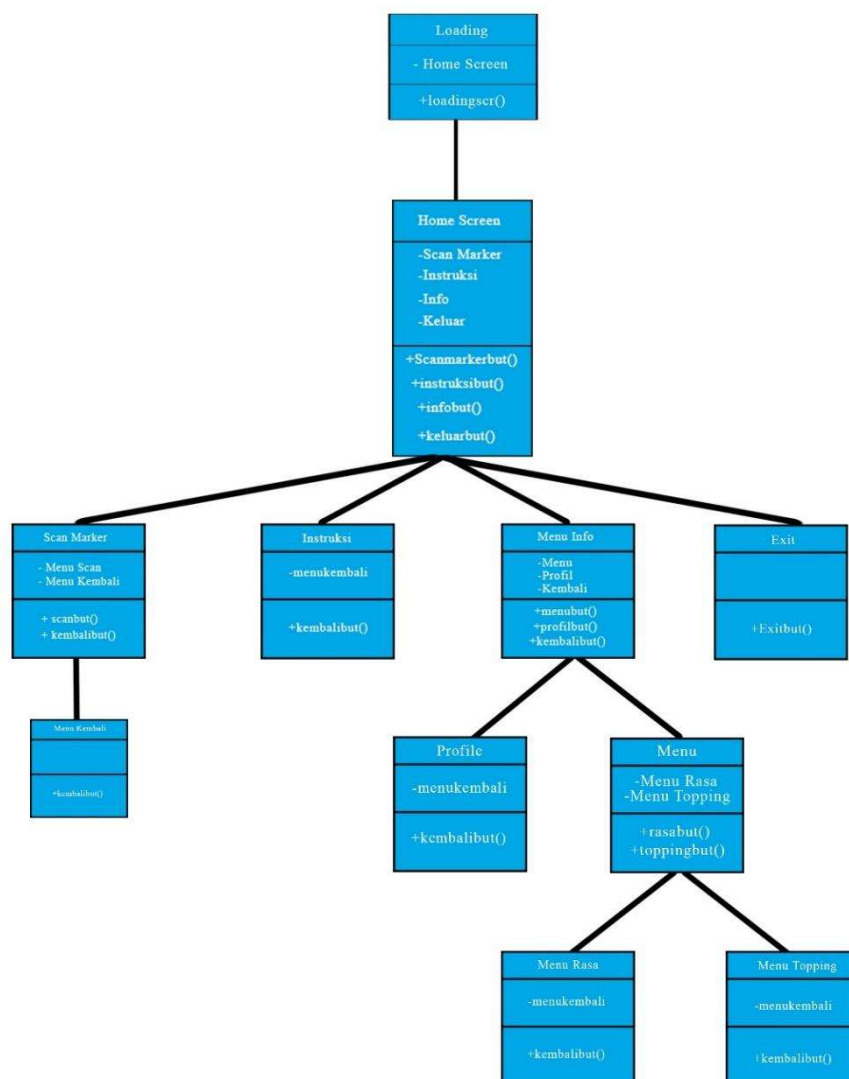 Loading
- Home Screen
+loadingscr()
Home Screen
-Scan Marker
-Instruksi
-Info
-Keluar
+Scanmarkerbut()
+instruksibut()
+infobut()
+keluarbut()
Scan Marker
- Menu Scan
- Menu Kembali
+ scanbut()
+ kembalibut()
Instruksi
-menukembali
+kembalibut()
Menu Info
-Menu
-Profil
-Kembali
+menubut()
+profilbut()
+kembalibut()
Exit
+Exitbut()
Menu Kembali
+kembalibut()
Profile
-menukembali
+kembalibut()
Menu
-Menu Rasa
-Menu Topping
+rasabut()
+toppingbut()
Menu Rasa
-menukembali
+kembalibut()
Menu Topping
-menukembali
+kembalibut()